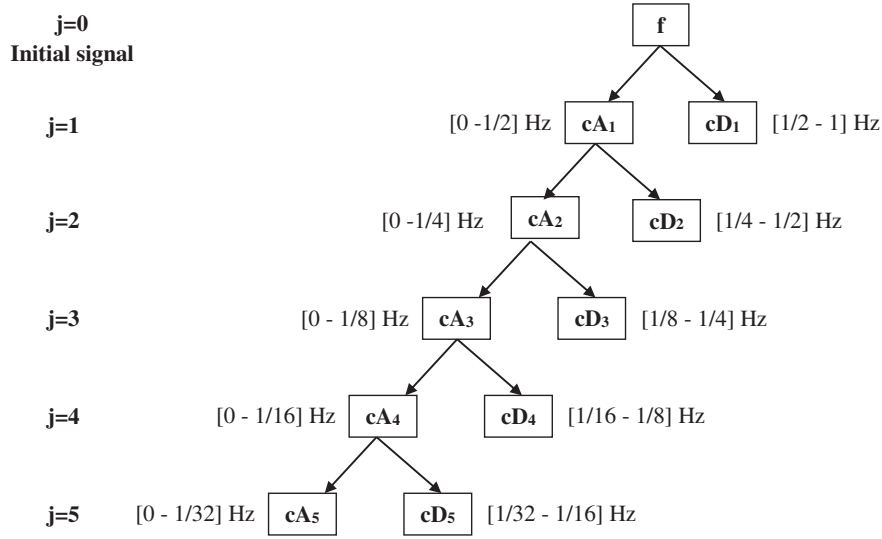 j=0
Initial signal
f
j=1
[0 -1/2] Hz
cA1
cD1
[1/2 - 1] Hz
j=2
[0 -1/4] Hz
cA2
cD2
[1/4 - 1/2] Hz
j=3
[0 - 1/8] Hz
cA3
cD3
[1/8 - 1/4] Hz
j=4
[0 - 1/16] Hz
cA4
cD4
[1/16 - 1/8] Hz
j=5
[0 - 1/32] Hz
cA5
cD5
[1/32 - 1/16] Hz